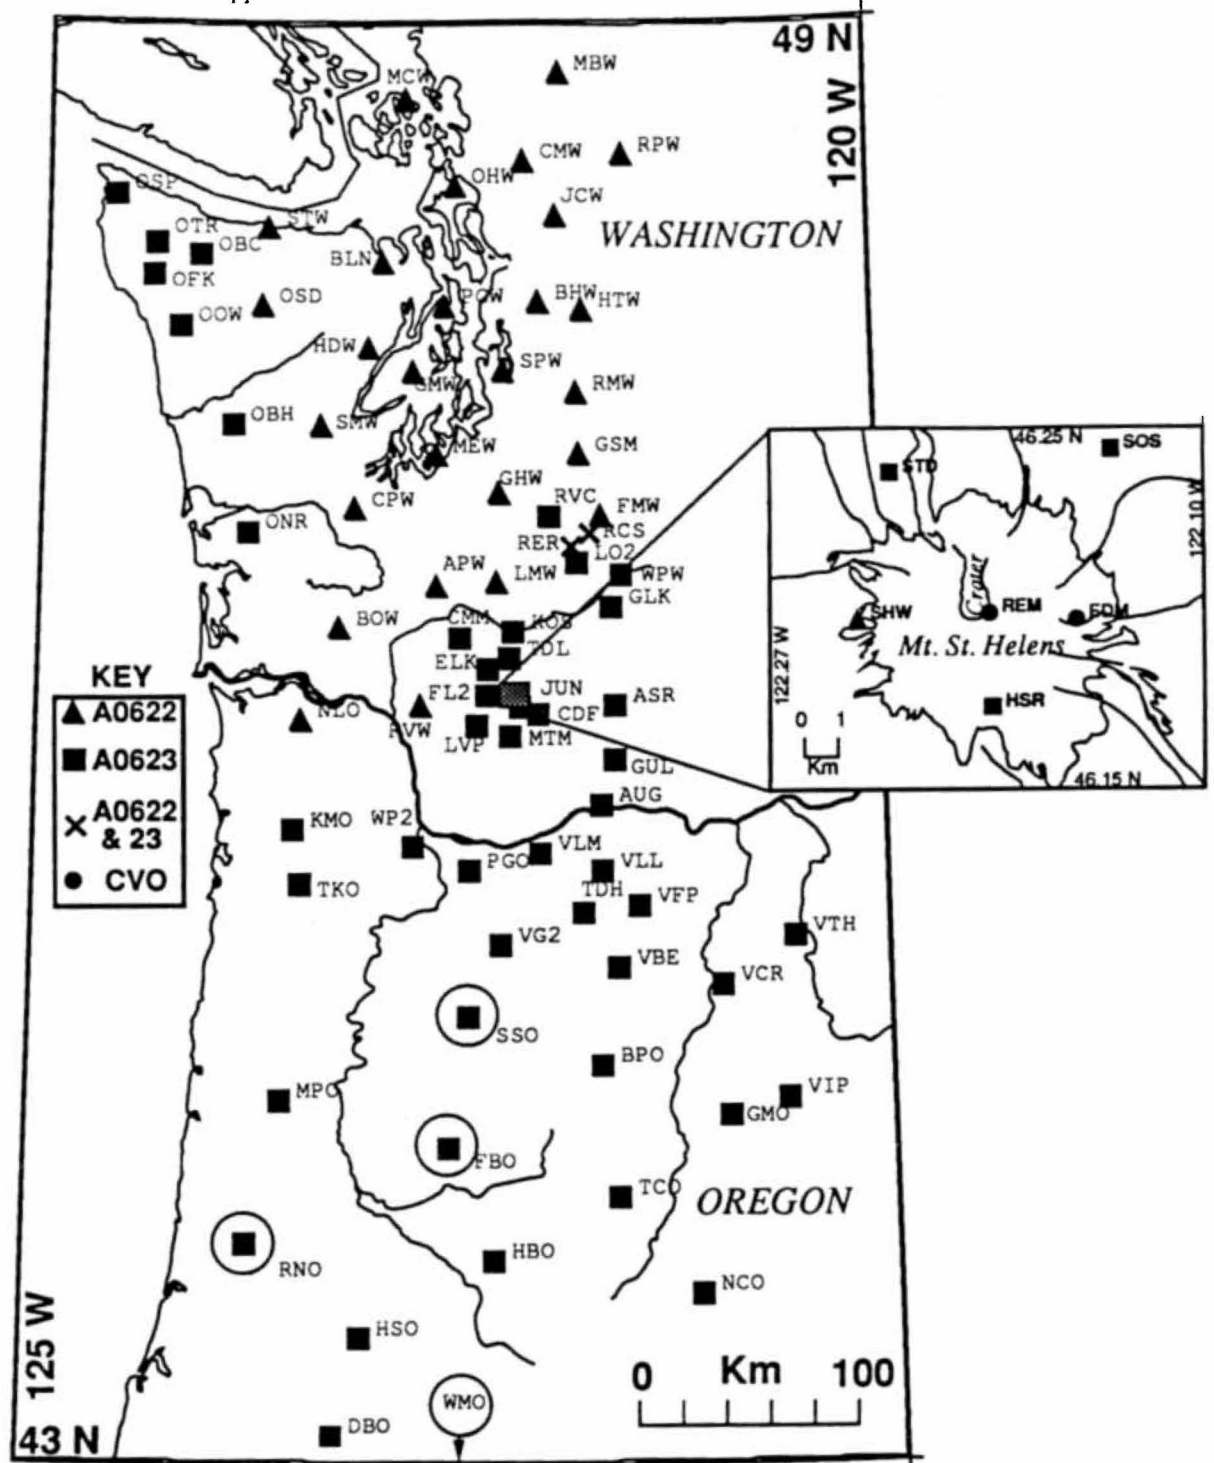 49 N
120 W
MBW
MCW
CMW
RPW
OHW
JCW
OSP
STW
OTR
OBC
WASHINGTON
BLN
OFK
OSD
PGW
BHW
HTW
OOW
HDW
SPW
GMW
RMW
OBH
SMW
MEW
GSM
GHW
CPW
RVC
FMW
ONR
RCS
RER
LO2
APW
LMW
WPW
GLK
BOW
CMM
KOS
TDL
ELK
FL2
JUN
ASR
NLO
RVW
CDF
LVP
MTM
GUL
AUG
KEY
A0622
A0623
A0622
& 23
CVO
46.25 N
SOS
STD
122.10 W
Crater
SHW
REM
EDM
122.27 W
Mt. St. Helens
HSR
0 1
Km
46.15 N
KMO
WP2
VLM
PGO
VLL
TKO
TDH
VFP
VG2
VTH
VBE
VCR
SSO
BPO
MPO
VIP
GMO
FBO
TCO
OREGON
RNO
HBO
NCO
HSO
125 W
0 Km 100
WMO
DBO
43 N